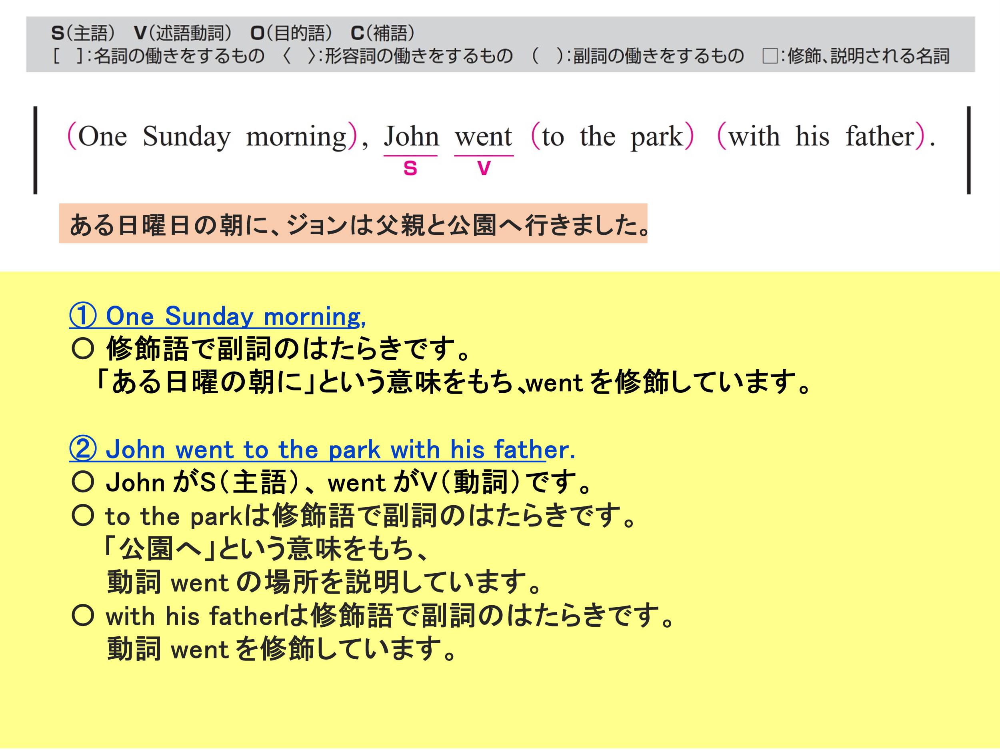 S(主語) V(述語動詞) O(目的語) C(補語)
[ ]:名詞の働きをするもの 〈 〉:形容詞の働きをするもの ( ):副詞の働きをするもの □:修飾、説明される名詞
(One Sunday morning), John went (to the park) (with his father).
S V
ある日曜日の朝に、ジョンは父親と公園へ行きました。
① One Sunday morning,
○ 修飾語で副詞のはたらきです。
「ある日曜の朝に」という意味をもち、wentを修飾しています。
② John went to the park with his father.
○ John がS(主語)、went がV(動詞)です。
○ to the parkは修飾語で副詞のはたらきです。
「公園へ」という意味をもち、
動詞 went の場所を説明しています。
○ with his fatherは修飾語で副詞のはたらきです。
動詞 went を修飾しています。